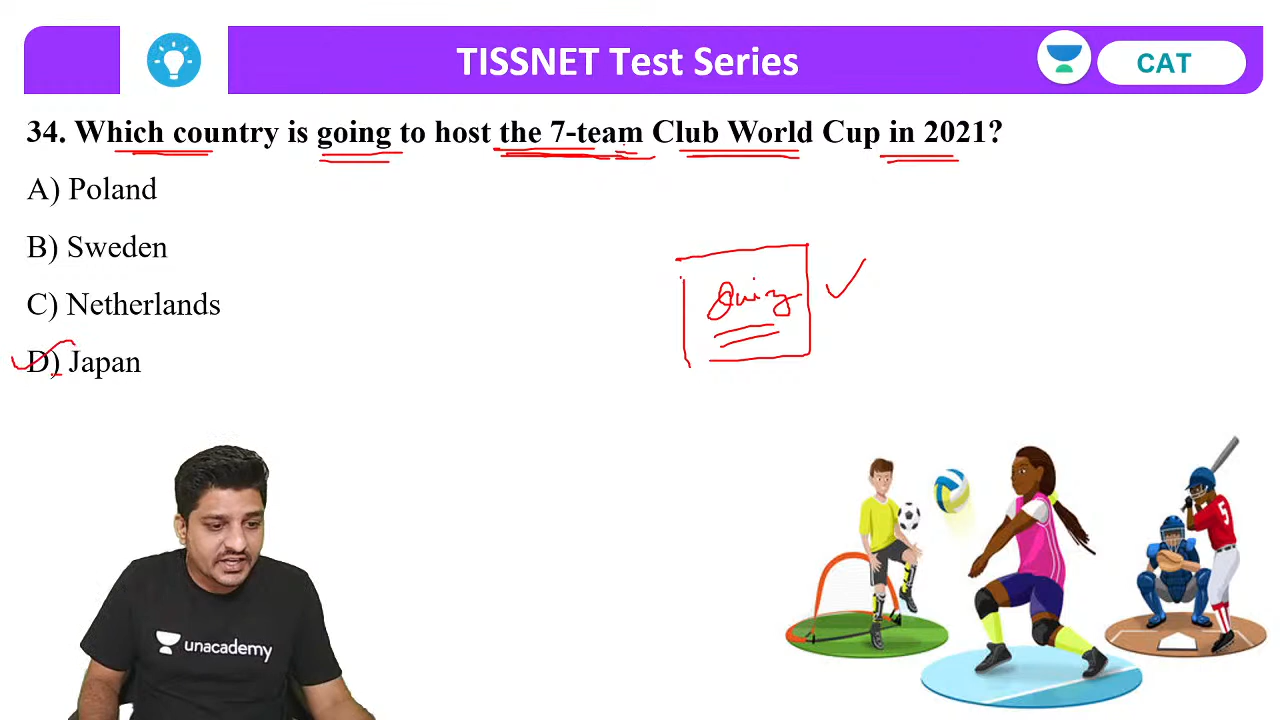 TISSNET Test Series
CAT
34. Which country is going to host the 7-team Club World Cup in 2021?
A) Poland
B) Sweden
Quiz
C) Netherlands
D) Japan
5
unacademy